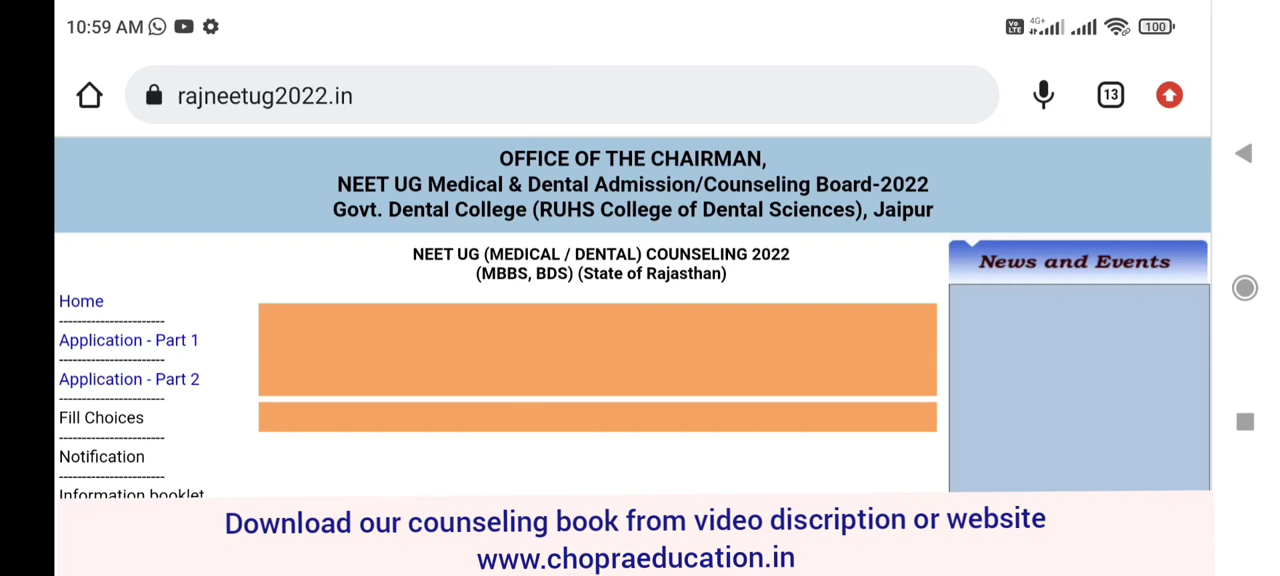 10:59 AM
Vo LTE 4G+ 100
rajneetug2022.in
13
OFFICE OF THE CHAIRMAN,
NEET UG Medical & Dental Admission/Counseling Board-2022
Govt. Dental College (RUHS College of Dental Sciences), Jaipur
NEET UG (MEDICAL / DENTAL) COUNSELING 2022
(MBBS, BDS) (State of Rajasthan)
News and Events
Home
-----------------------
Application - Part 1
-----------------------
Application - Part 2
-----------------------
Fill Choices
-----------------------
Notification
-----------------------
Information booklet
Download our counseling book from video discription or website
www.chopraeducation.in